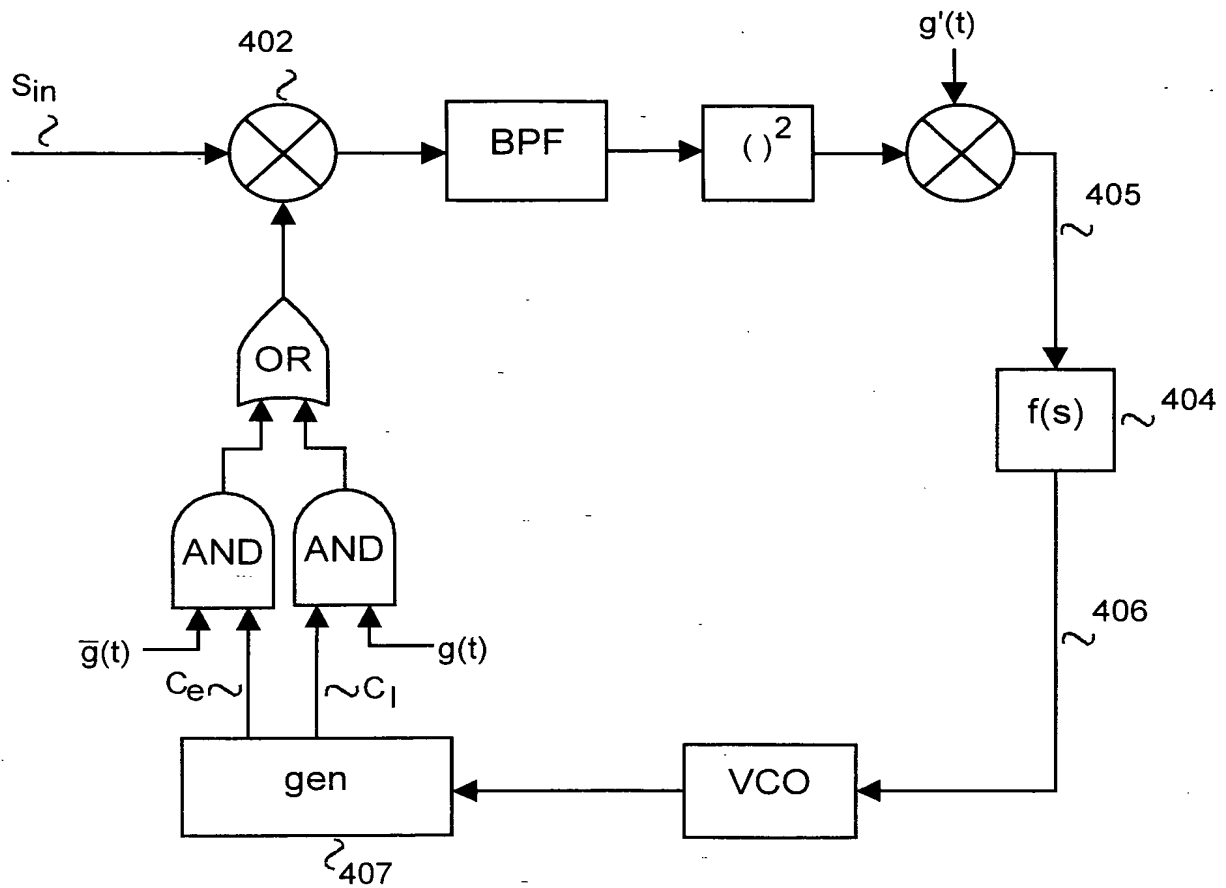 402
g'(t)
Sin
BPF
( )²
405
OR
f(s)
404
AND
AND
406
g̅(t)
g(t)
Ce
Cl
gen
VCO
407